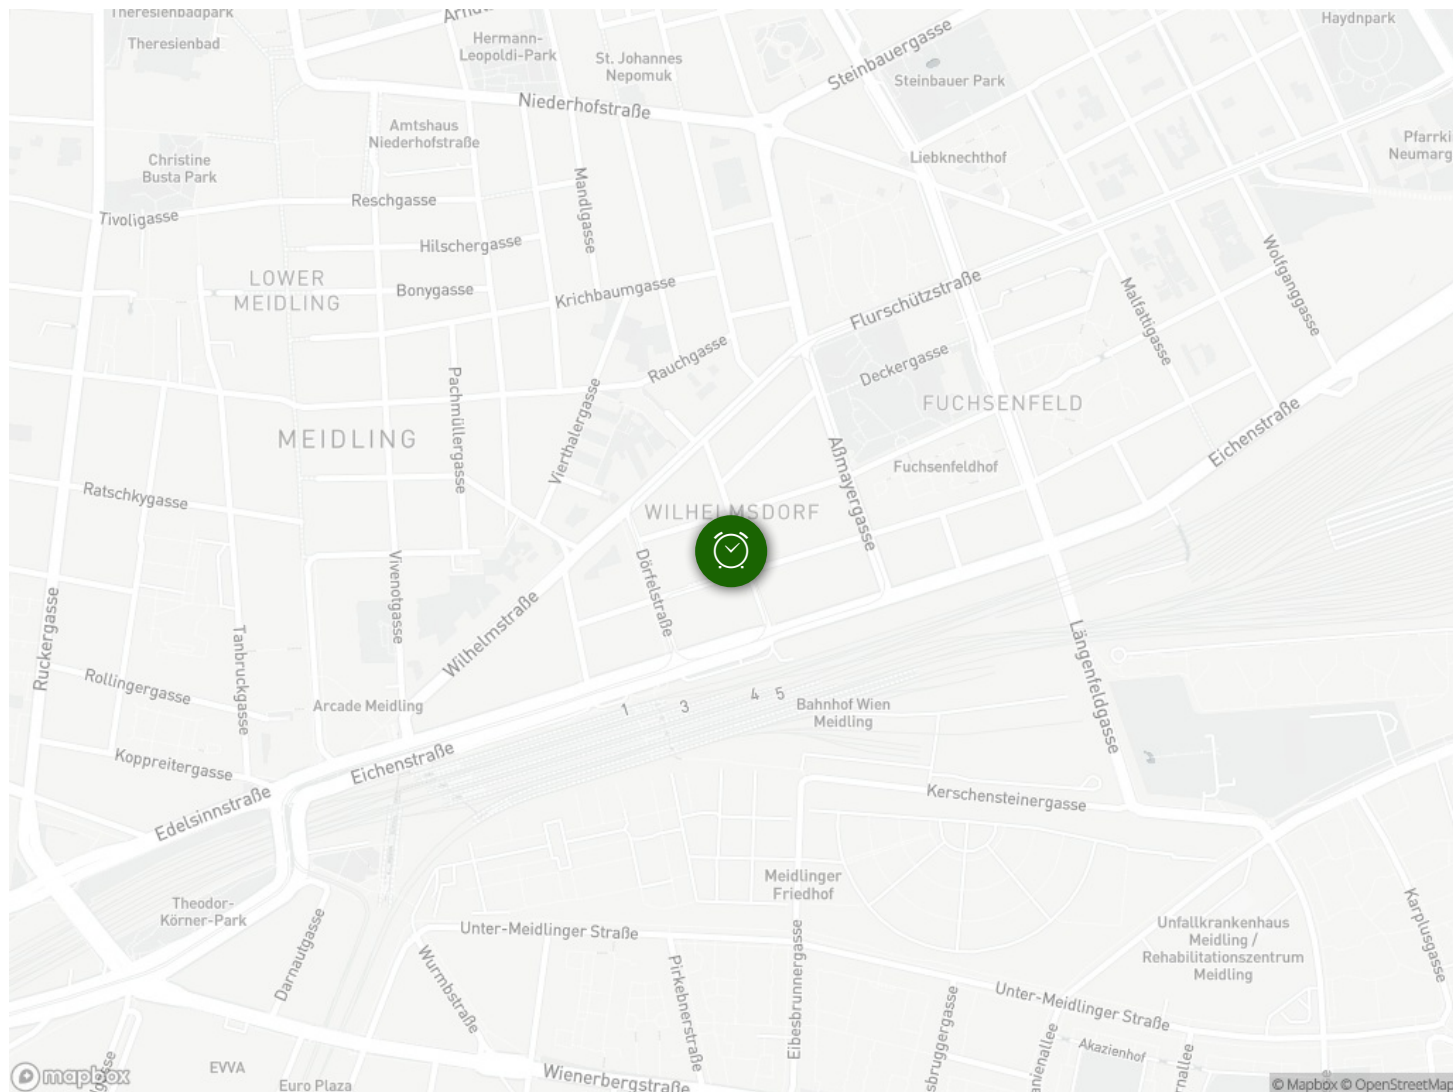 Theresienbadpark
Theresienbad
Hermann-
Leopoldi-Park
St. Johannes
Nepomuk
Steinbauergasse
Steinbauer Park
Haydnpark
Niederhofstraße
Amtshaus
Niederhofstraße
Christine
Busta Park
Liebknechthof
Mandlgasse
Reschgasse
Tivoligasse
Hilschergasse
LOWER
MEIDLING
Bonygasse
Krichbaumgasse
Flurschützstraße
Malfattigasse
Wolfganggasse
Rauchgasse
Deckergasse
Pachmüllergasse
Vierthalergasse
FUCHSENFELD
MEIDLING
Eichenstraße
Aßmayergasse
Fuchsenfeldhof
Ratschkygasse
WILHELMSDORF
Vivenotgasse
Dörfelstraße
Ruckergasse
Wilhelmstraße
Tanbruckgasse
Längenfeldgasse
Rollingergasse
Arcade Meidling
1
3
4
5
Bahnhof Wien
Meidling
Koppreitergasse
Eichenstraße
Edelsinnstraße
Kerschensteinergasse
Meidlinger
Friedhof
Theodor-
Körner-Park
Karplusgasse
Unter-Meidlinger Straße
Unfallkrankenhaus
Meidling /
Rehabilitationszentrum
Meidling
Darnautgasse
Wurmbstraße
Pirkebnerstraße
Eibesbrunnergasse
Unter-Meidlinger Straße
Akazienhof
EVVA
Euro Plaza
Wienerbergstraße
mapbox
© Mapbox © OpenStreetMap